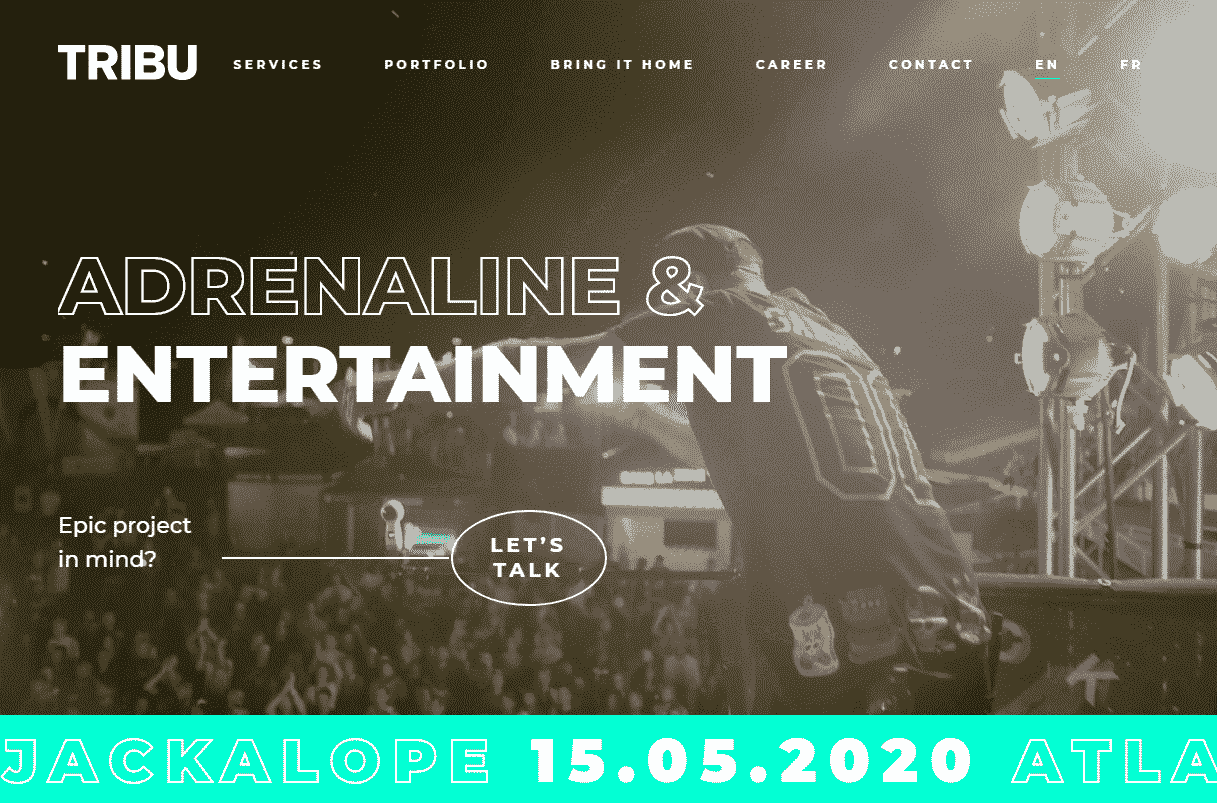 TRIBU SERVICES PORTFOLIO BRING IT HOME CAREER CONTACT EN FR
ADRENALINE &
ENTERTAINMENT
Epic project
in mind?
LET’S
TALK
JACKALOPE 15.05.2020 ATLA